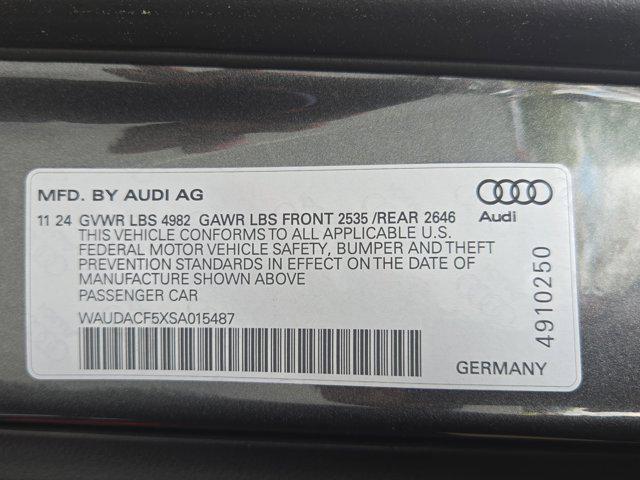 MFD. BY AUDI AG
11 24 GVWR LBS 4982 GAWR LBS FRONT 2535 /REAR 2646
THIS VEHICLE CONFORMS TO ALL APPLICABLE U.S.
FEDERAL MOTOR VEHICLE SAFETY, BUMPER AND THEFT
PREVENTION STANDARDS IN EFFECT ON THE DATE OF
MANUFACTURE SHOWN ABOVE
PASSENGER CAR
WAUDACF5XSA015487
Audi
4910250
GERMANY